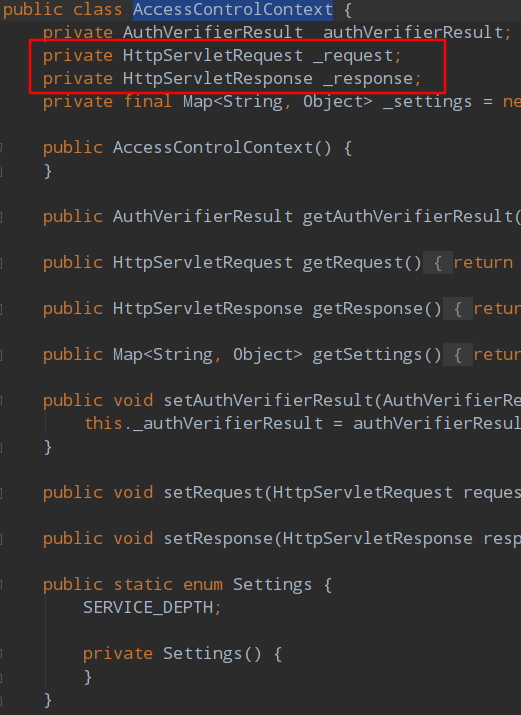 public class AccessControlContext {
private AuthVerifierResult _authVerifierResult;
private HttpServletRequest _request;
private HttpServletResponse _response;
private final Map<String, Object> _settings = ne
public AccessControlContext() {
}
public AuthVerifierResult getAuthVerifierResult(
public HttpServletRequest getRequest() { return
public HttpServletResponse getResponse() { retur
public Map<String, Object> getSettings() { retur
public void setAuthVerifierResult(AuthVerifierRe
this._authVerifierResult = authVerifierResul
}
public void setRequest(HttpServletRequest reques
public void setResponse(HttpServletResponse resp
public static enum Settings {
SERVICE_DEPTH;
private Settings() {
}
}